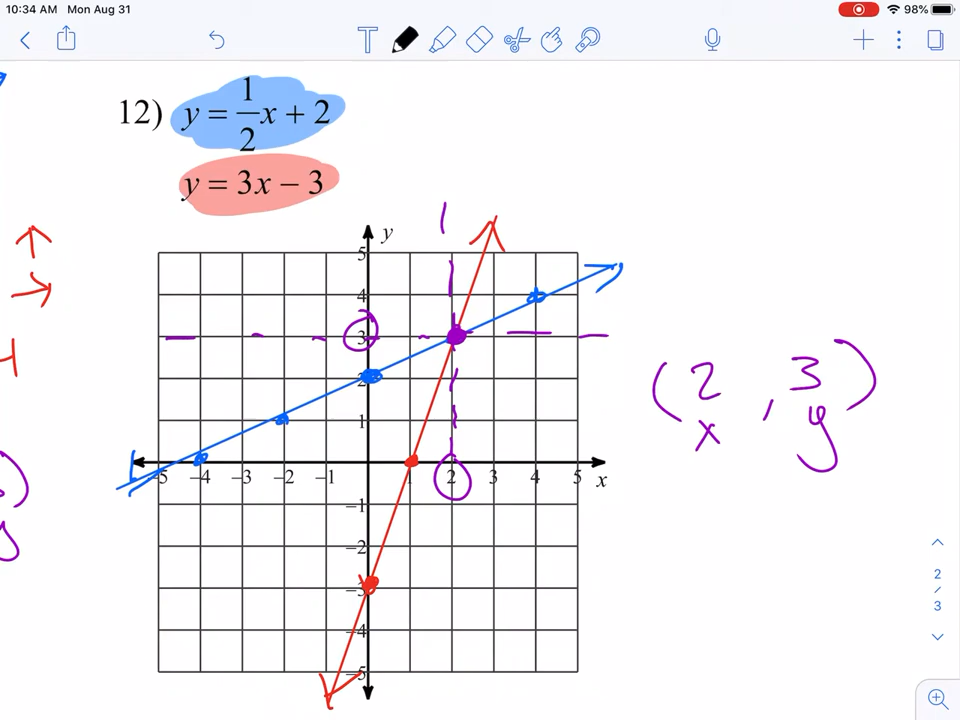 10:34 AM Mon Aug 31
98%
T
12) y = 1/2 x + 2
y = 3x − 3
y
5
4
3
2
1
−5 −4 −3 −2 −1 1 2 3 4 5 x
−1
−2
−3
−4
−5
(2, 3)
x y
2
/
3